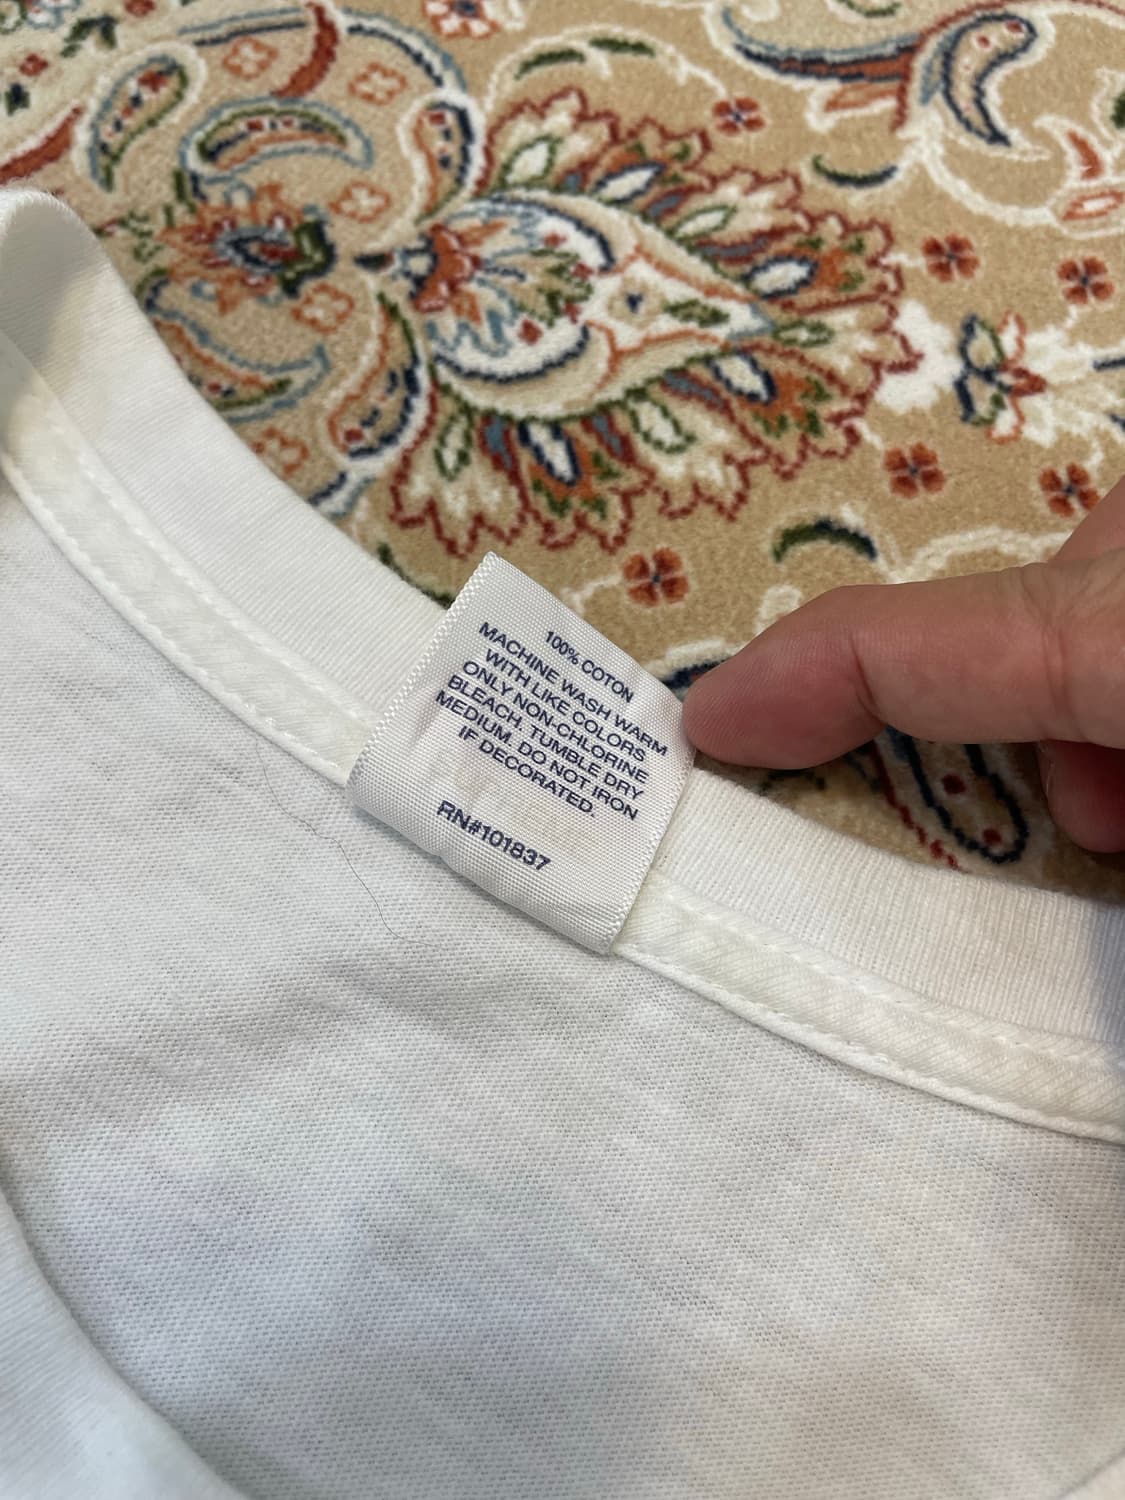 100% COTON
MACHINE WASH WARM
WITH LIKE COLORS
ONLY NON-CHLORINE
BLEACH. TUMBLE DRY
MEDIUM. DO NOT IRON
IF DECORATED.
RN#101837